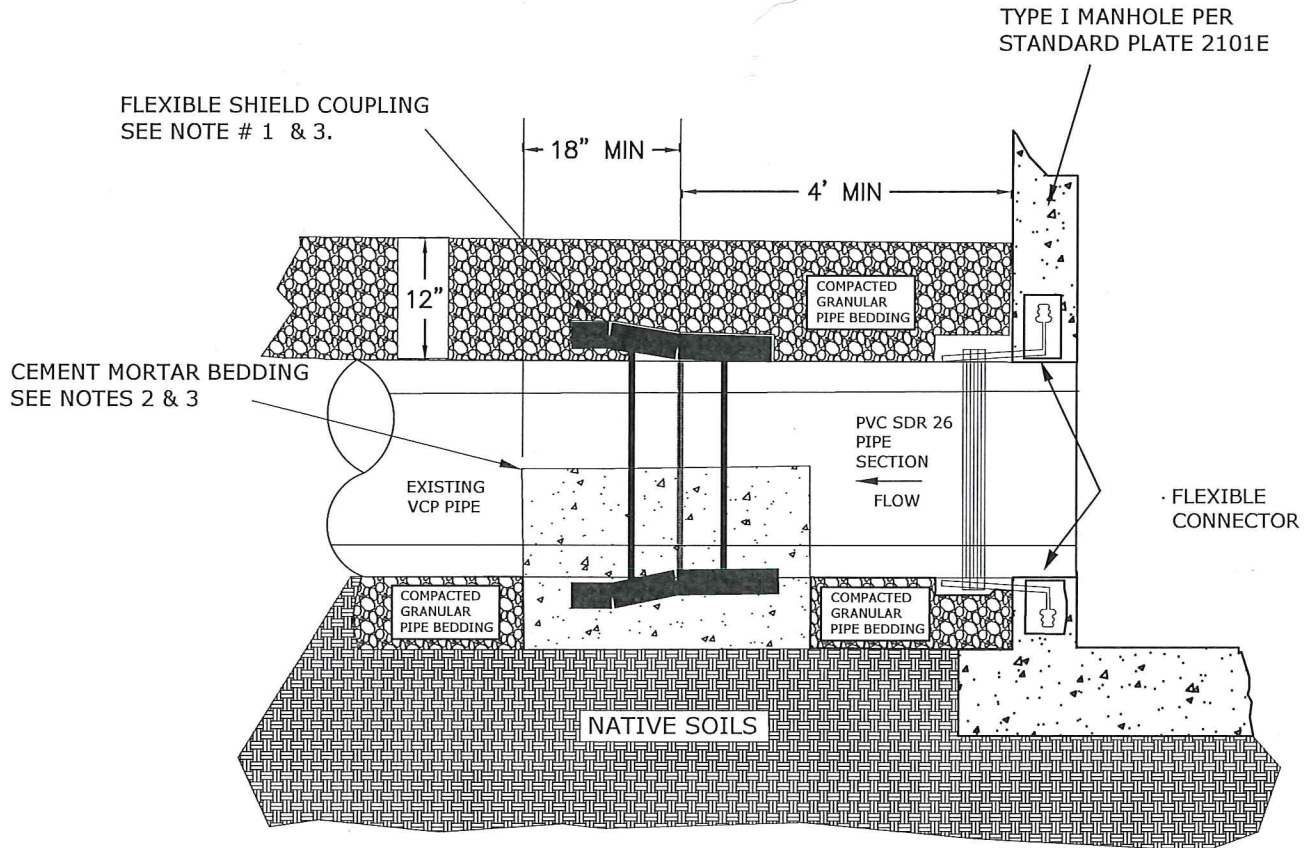 TYPE I MANHOLE PER
STANDARD PLATE 2101E
FLEXIBLE SHIELD COUPLING
SEE NOTE # 1 & 3.
18" MIN
4' MIN
12"
COMPACTED
GRANULAR
PIPE BEDDING
CEMENT MORTAR BEDDING
SEE NOTES 2 & 3
PVC SDR 26
PIPE
SECTION
FLOW
EXISTING
VCP PIPE
FLEXIBLE
CONNECTOR
COMPACTED
GRANULAR
PIPE BEDDING
COMPACTED
GRANULAR
PIPE BEDDING
NATIVE SOILS